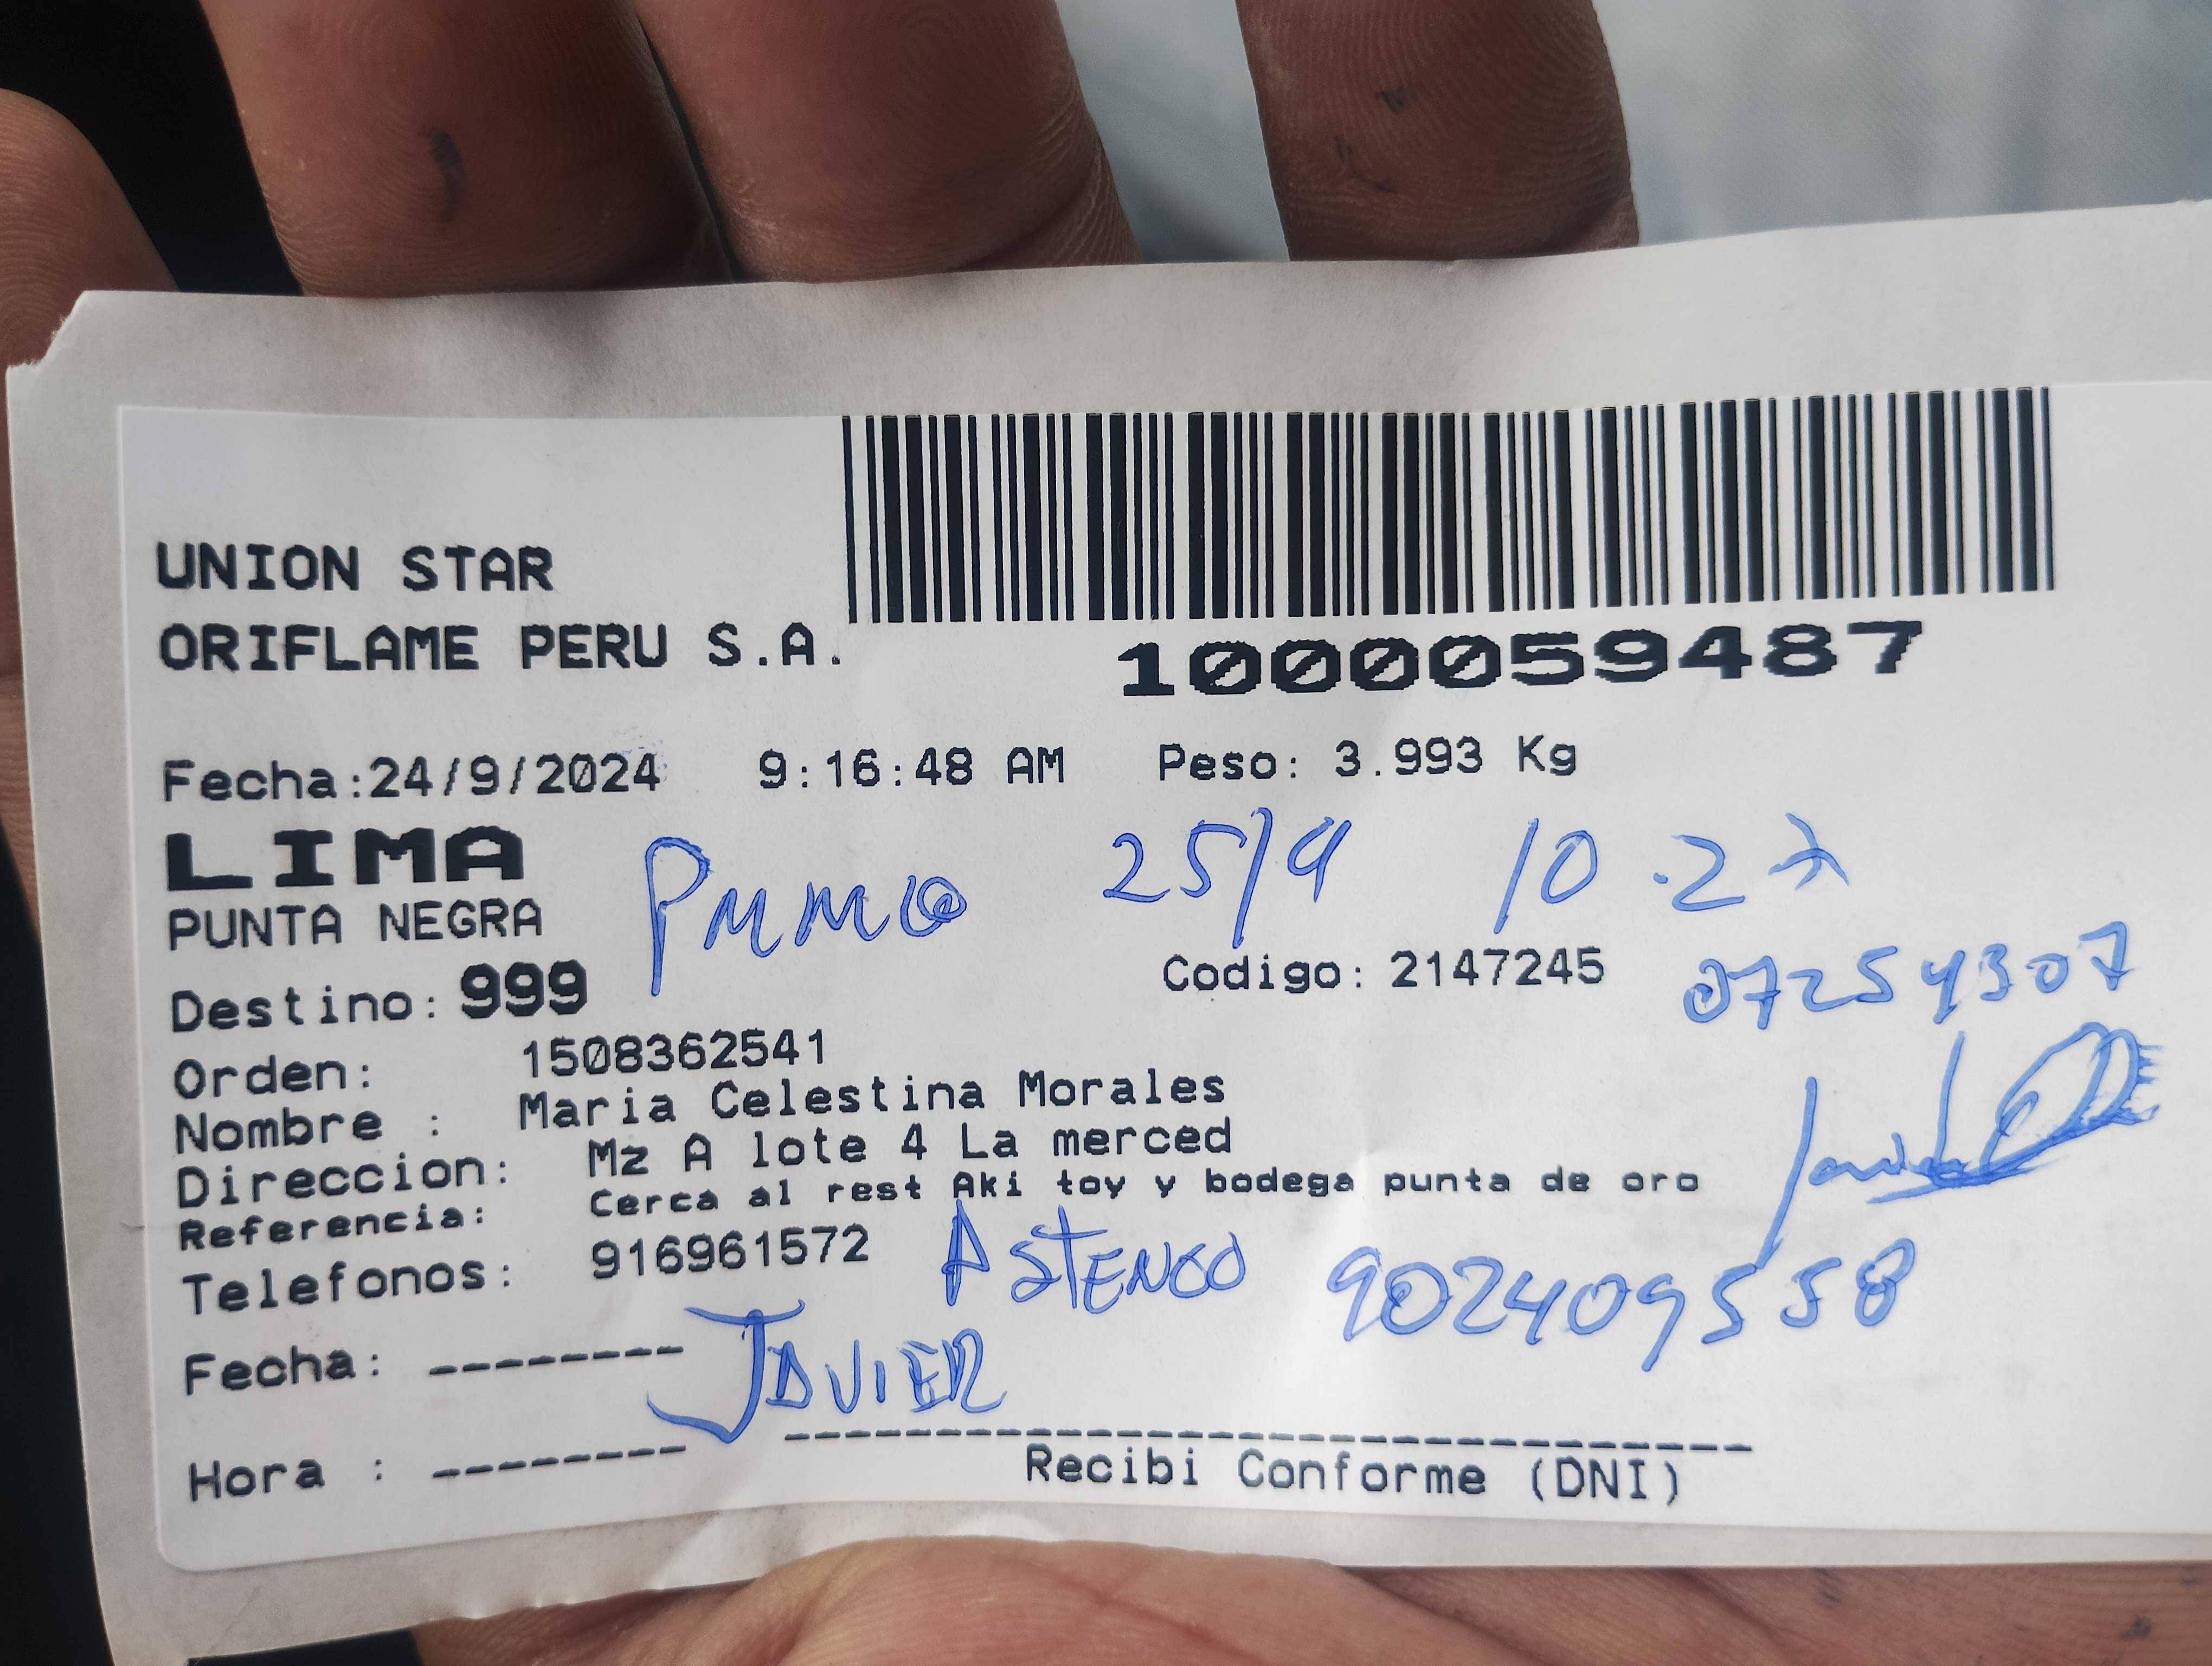 UNION STAR
ORIFLAME PERU S.A.
1000059487
Fecha:24/9/2024 9:16:48 AM Peso: 3.993 Kg
LIMA
25/9 10.27
PUNTA NEGRA
Destino: 999 Codigo: 2147245 07254307
Orden: 1508362541
Nombre : Maria Celestina Morales
Direccion: Mz A lote 4 La merced
Referencia: Cerca al rest Aki toy y bodega punta de oro
Telefonos: 916961572 ASTENGO 902409558
Fecha: -------- JAVIER
Hora : --------
Recibi Conforme (DNI)